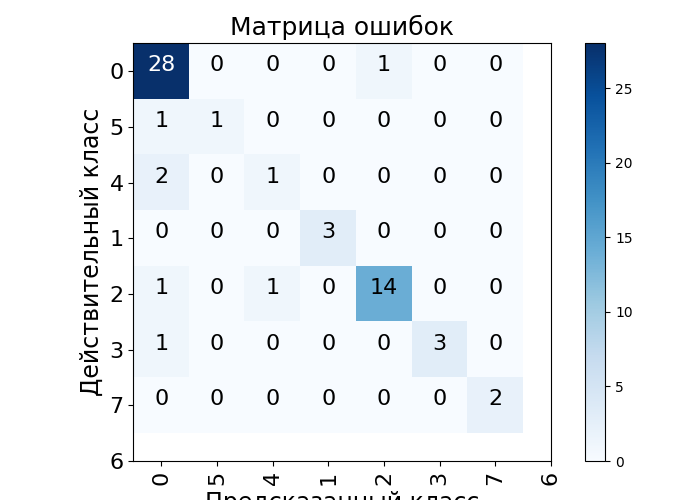 Матрица ошибок
Действительный класс
0 28 0 0 0 1 0 0
5 1 1 0 0 0 0 0
4 2 0 1 0 0 0 0
1 0 0 0 3 0 0 0
2 1 0 1 0 14 0 0
3 1 0 0 0 0 3 0
7 0 0 0 0 0 0 2
6
0 5 4 1 2 3 7 6
Предсказанный класс
25
20
15
10
5
0